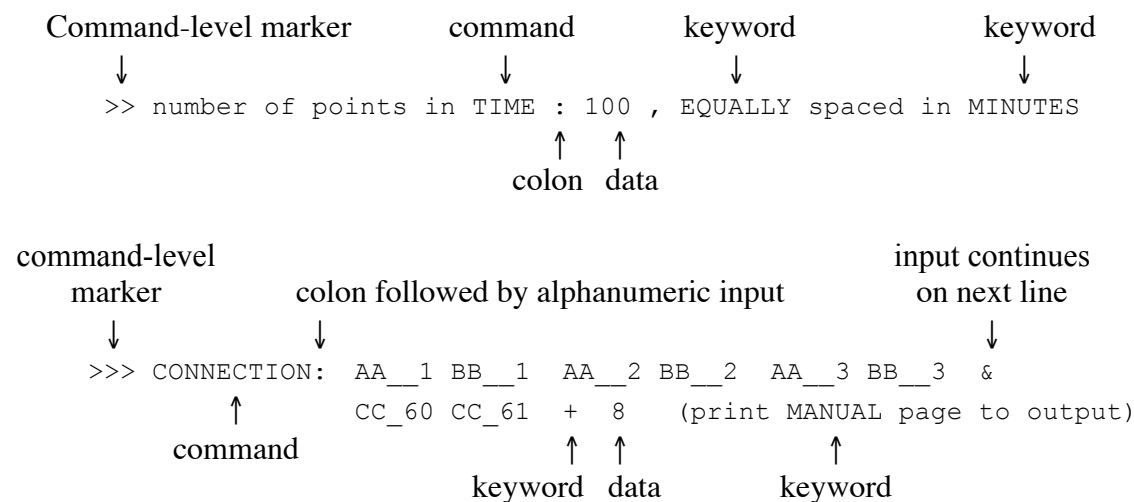 Command-level marker command keyword keyword
>> number of points in TIME : 100 , EQUALLY spaced in MINUTES
colon data
command-level input continues
marker colon followed by alphanumeric input on next line
>>> CONNECTION: AA__1 BB__1 AA__2 BB__2 AA__3 BB__3 &
CC_60 CC_61 + 8 (print MANUAL page to output)
command
keyword data keyword